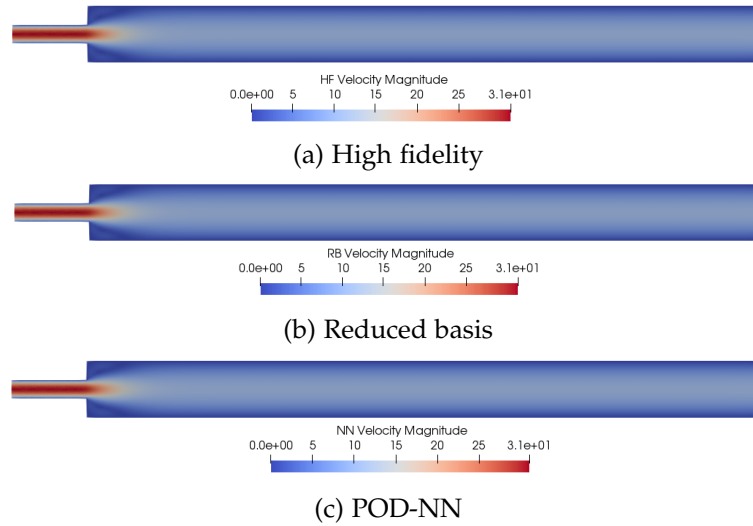 HF Velocity Magnitude
0.0e+00 5 10 15 20 25 3.1e+01
(a) High fidelity
RB Velocity Magnitude
0.0e+00 5 10 15 20 25 3.1e+01
(b) Reduced basis
NN Velocity Magnitude
0.0e+00 5 10 15 20 25 3.1e+01
(c) POD-NN